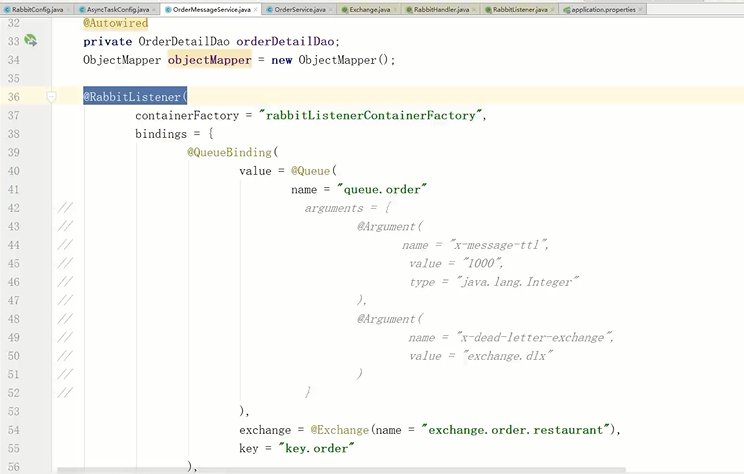 RabbitConfig.java AsyncTaskConfig.java OrderMessageService.java OrderService.java Exchange.java RabbitHandler.java RabbitListener.java application.properties
32 @Autowired
33 private OrderDetailDao orderDetailDao;
34 ObjectMapper objectMapper = new ObjectMapper();
35
36 @RabbitListener(
37 containerFactory = "rabbitListenerContainerFactory",
38 bindings = {
39 @QueueBinding(
40 value = @Queue(
41 name = "queue.order"
42 // arguments = {
43 // @Argument(
44 // name = "x-message-ttl",
45 // value = "1000",
46 // type = "java.lang.Integer"
47 // ),
48 // @Argument(
49 // name = "x-dead-letter-exchange",
50 // value = "exchange.dlx"
51 // )
52 // }
53 ),
54 exchange = @Exchange(name = "exchange.order.restaurant"),
55 key = "key.order"
56 ),